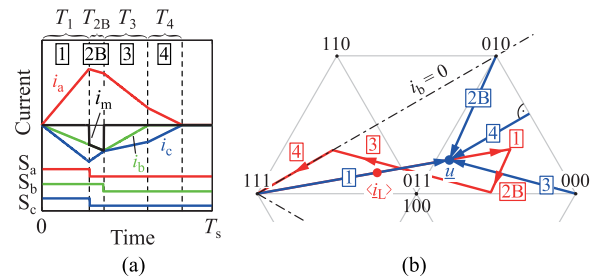 T1 T2B T3 T4
1 2B 3 4
Current
ia
im
ib
ic
Sa
Sb
Sc
0 Time Ts
(a)
110 010
ib = 0
2B
4
1
3
4
1
2B
3
u
<iL>
111 011 000
100
(b)